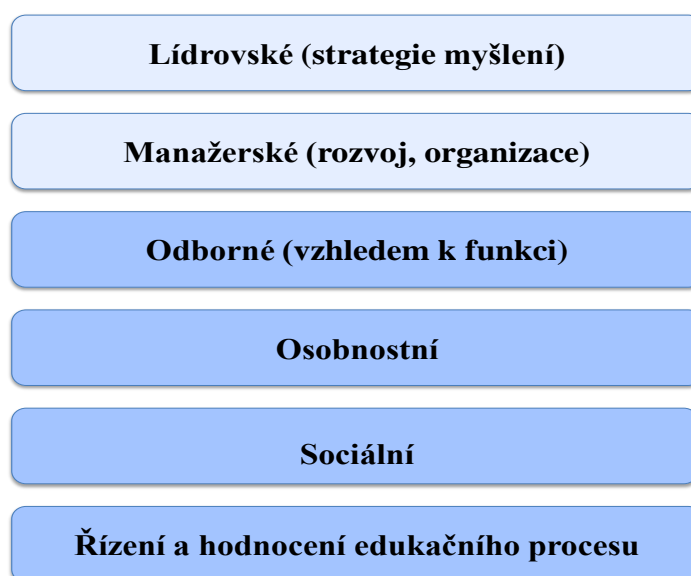 Lídrovské (strategie myšlení)
Manažerské (rozvoj, organizace)
Odborné (vzhledem k funkci)
Osobnostní
Sociální
Řízení a hodnocení edukačního procesu